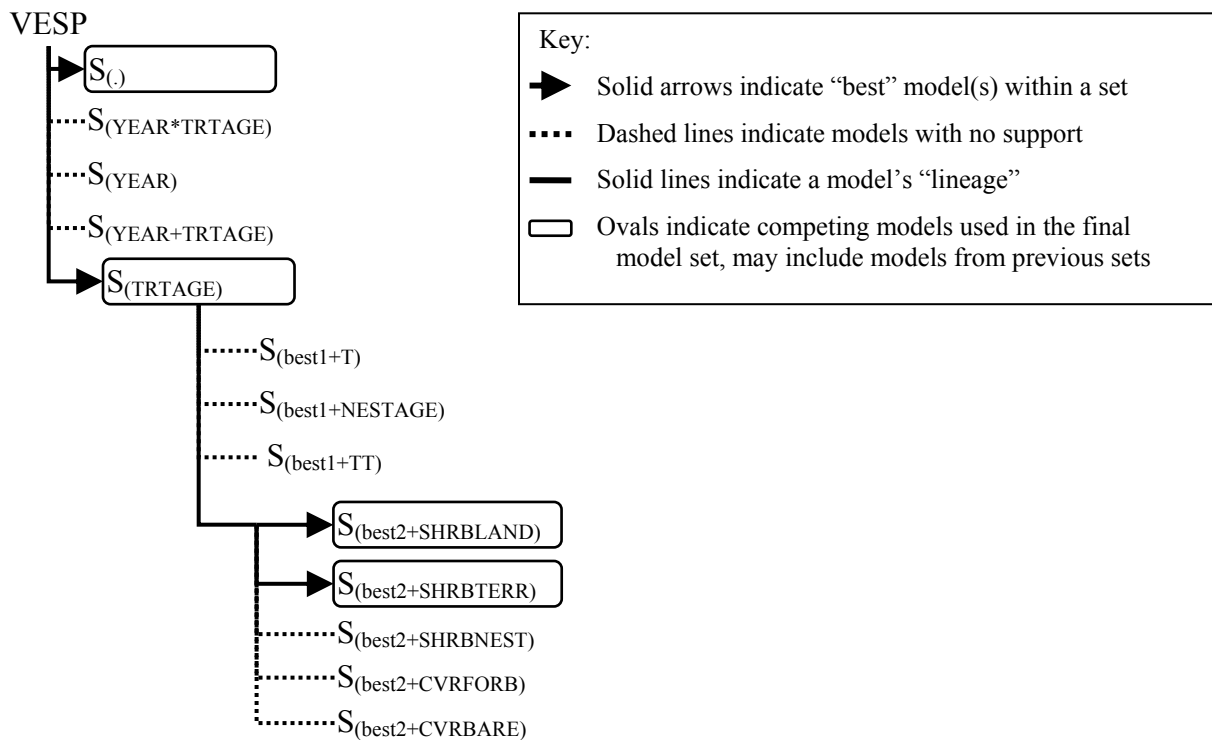 VESP
S(.)
S(YEAR*TRTAGE)
S(YEAR)
S(YEAR+TRTAGE)
S(TRTAGE)
S(best1+T)
S(best1+NESTAGE)
S(best1+TT)
S(best2+SHRBLAND)
S(best2+SHRBTERR)
S(best2+SHRBNEST)
S(best2+CVRFORB)
S(best2+CVRBARE)
Key:
Solid arrows indicate “best” model(s) within a set
Dashed lines indicate models with no support
Solid lines indicate a model’s “lineage”
Ovals indicate competing models used in the final
model set, may include models from previous sets